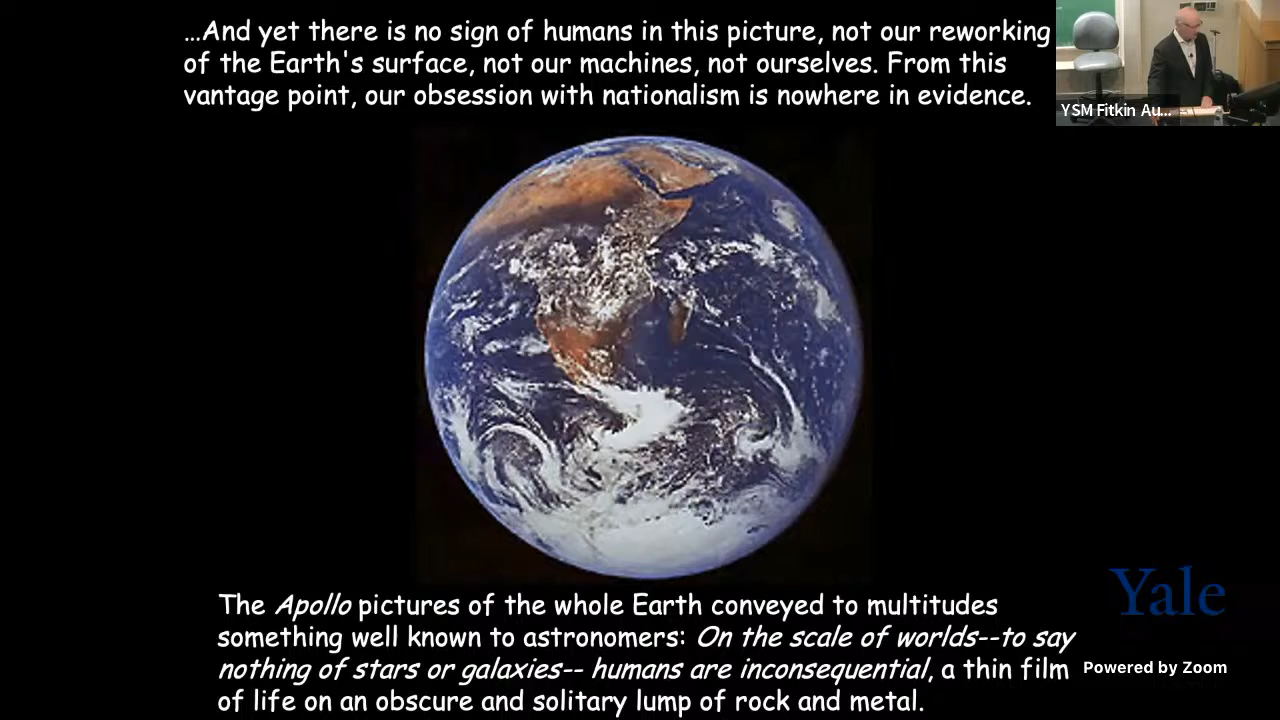 ...And yet there is no sign of humans in this picture, not our reworking
of the Earth's surface, not our machines, not ourselves. From this
vantage point, our obsession with nationalism is nowhere in evidence.
YSM Fitkin Au...
The Apollo pictures of the whole Earth conveyed to multitudes
something well known to astronomers: On the scale of worlds--to say
nothing of stars or galaxies-- humans are inconsequential, a thin film
of life on an obscure and solitary lump of rock and metal.
Yale
Powered by Zoom